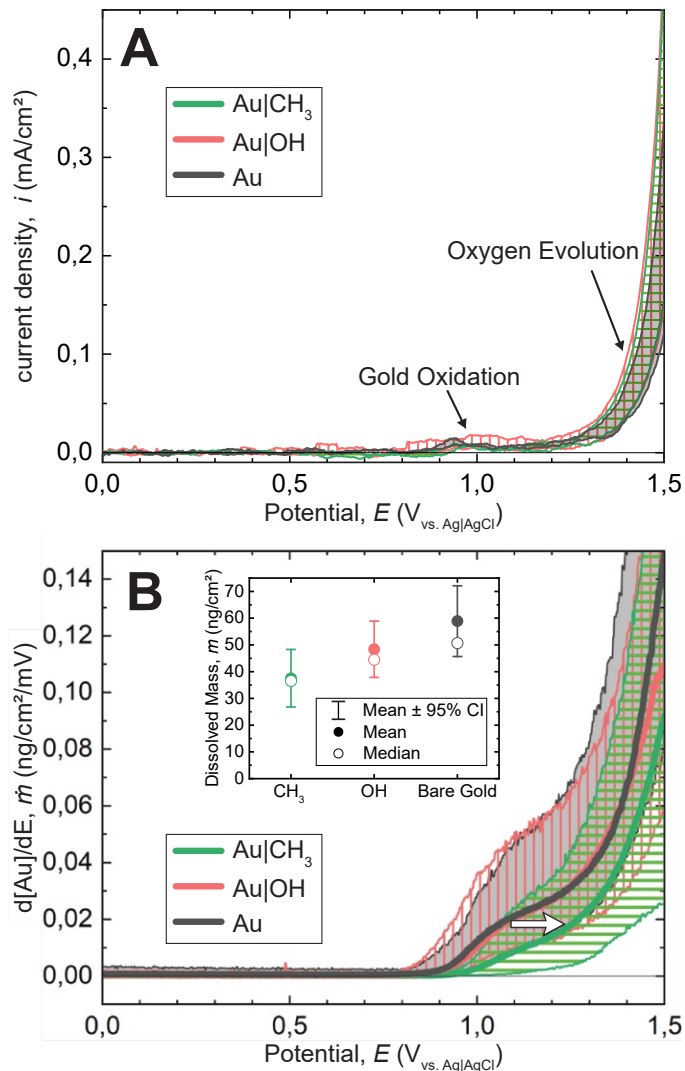 A
0,4
0,3
0,2
0,1
0,0
current density, i (mA/cm²)
Au|CH₃
Au|OH
Au
Oxygen Evolution
Gold Oxidation
0,0 0,5 1,0 1,5
Potential, E (V vs. Ag|AgCl)
B
0,14
0,12
0,10
0,08
0,06
0,04
0,02
0,00
d[Au]/dE, ṁ (ng/cm²/mV)
70
60
50
40
30
20
10
0
Dissolved Mass, m (ng/cm²)
Mean ± 95% CI
Mean
Median
CH₃ OH Bare Gold
Au|CH₃
Au|OH
Au
0,0 0,5 1,0 1,5
Potential, E (V vs. Ag|AgCl)